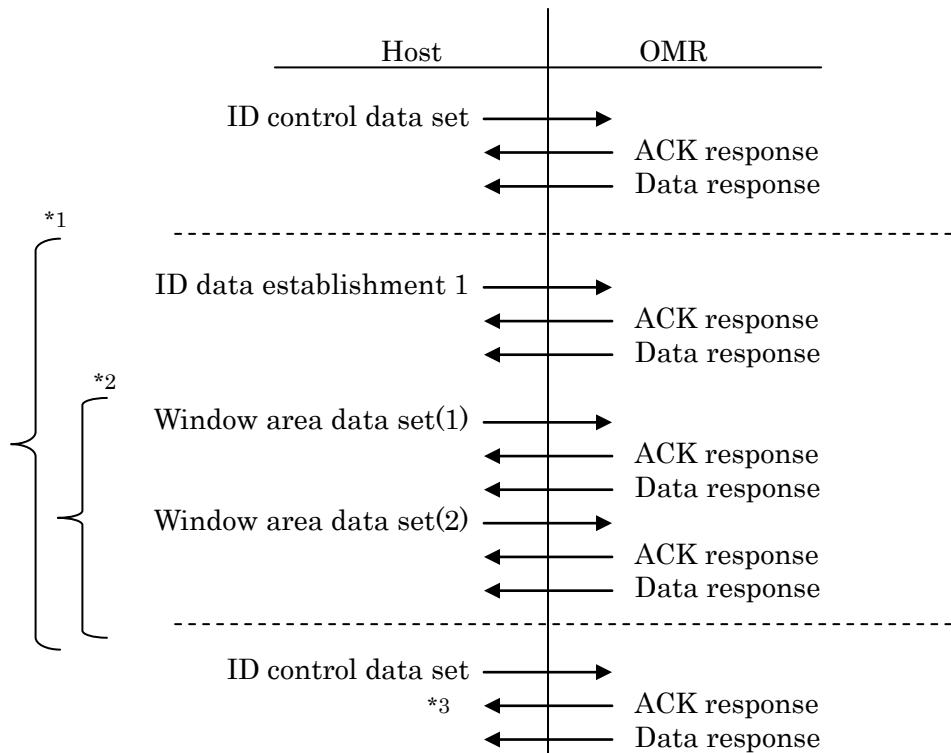 Host OMR
ID control data set
ACK response
Data response
*1
ID data establishment 1
ACK response
Data response
*2
Window area data set(1)
ACK response
Data response
Window area data set(2)
ACK response
Data response
ID control data set
*3 ACK response
Data response